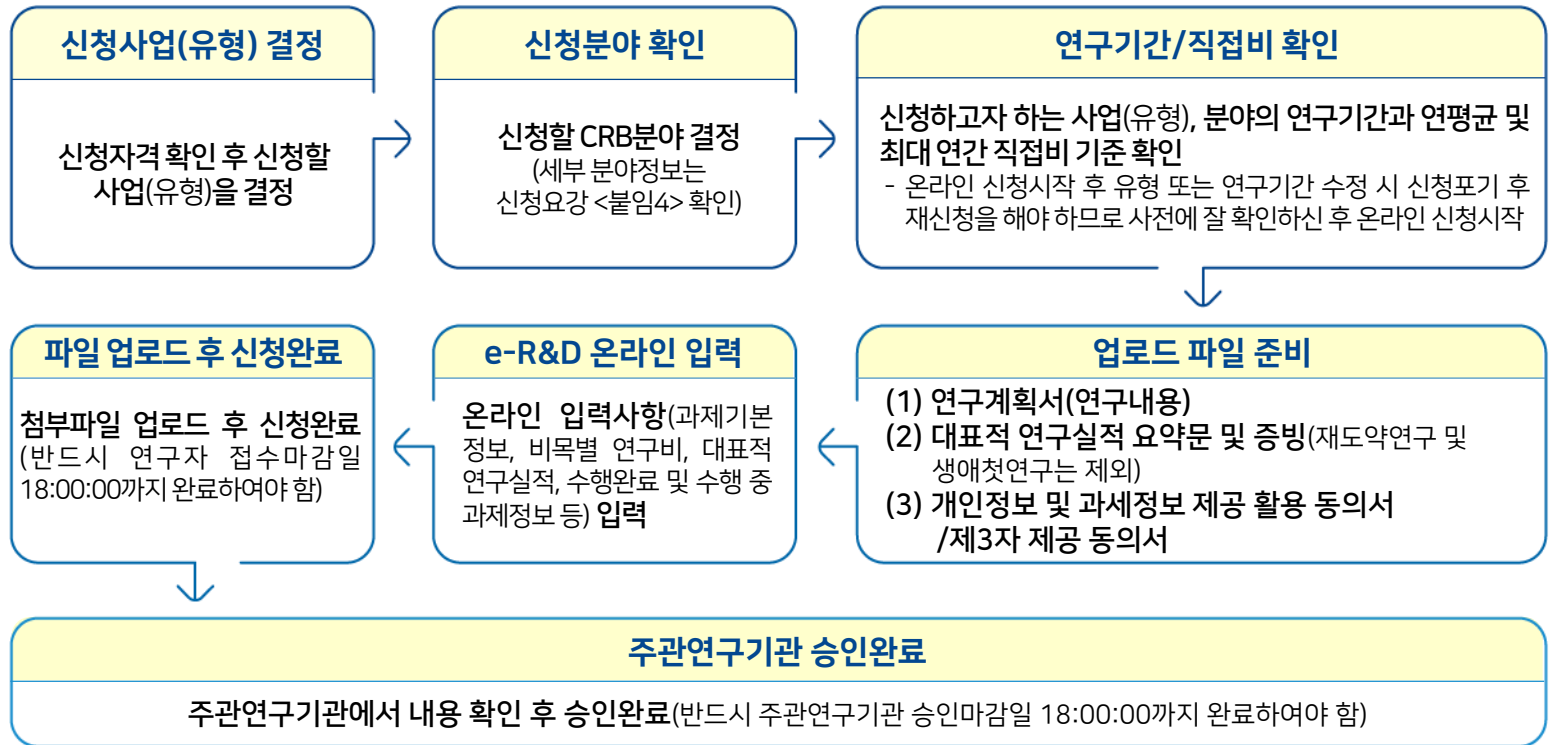 신청사업(유형) 결정
신청자격 확인 후 신청할
사업(유형)을 결정
신청분야 확인
신청할 CRB분야 결정
(세부 분야정보는
신청요강 <붙임4> 확인)
연구기간/직접비 확인
신청하고자 하는 사업(유형), 분야의 연구기간과 연평균 및
최대 연간 직접비 기준 확인
- 온라인 신청시작 후 유형 또는 연구기간 수정 시 신청포기 후
재신청을 해야 하므로 사전에 잘 확인하신 후 온라인 신청시작
업로드 파일 준비
(1) 연구계획서(연구내용)
(2) 대표적 연구실적 요약문 및 증빙(재도약연구 및
생애첫연구는 제외)
(3) 개인정보 및 과세정보 제공 활용 동의서
/제3자 제공 동의서
e-R&D 온라인 입력
온라인 입력사항(과제기본
정보, 비목별 연구비, 대표적
연구실적, 수행완료 및 수행 중
과제정보 등) 입력
파일 업로드 후 신청완료
첨부파일 업로드 후 신청완료
(반드시 연구자 접수마감일
18:00:00까지 완료하여야 함)
주관연구기관 승인완료
주관연구기관에서 내용 확인 후 승인완료(반드시 주관연구기관 승인마감일 18:00:00까지 완료하여야 함)